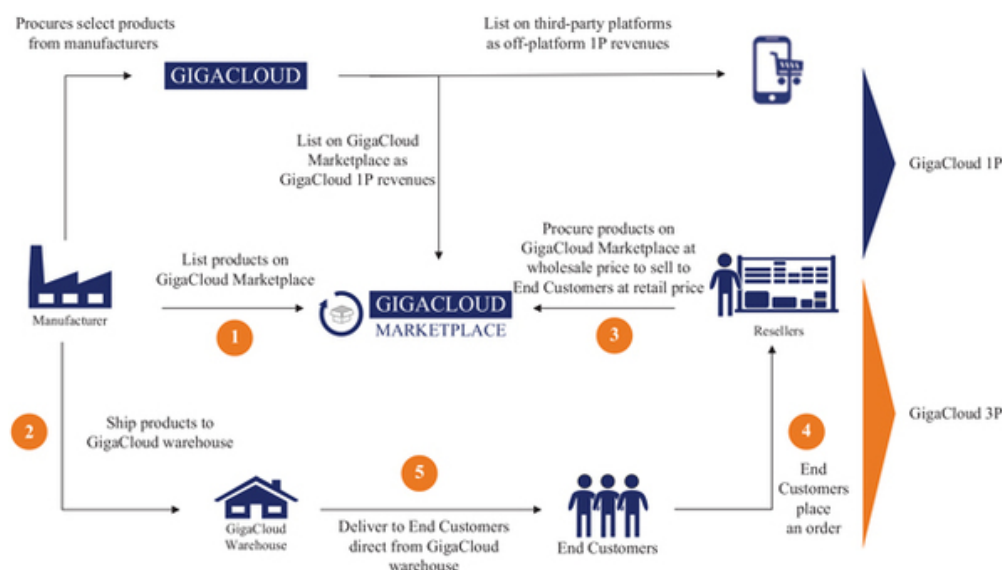 Procures select products
from manufacturers
GIGACLOUD
List on third-party platforms
as off-platform 1P revenues
List on GigaCloud
Marketplace as
GigaCloud 1P revenues
GigaCloud 1P
Manufacturer
List products on
GigaCloud Marketplace
1
GIGACLOUD
MARKETPLACE
Procure products on
GigaCloud Marketplace at
wholesale price to sell to
End Customers at retail price
3
Resellers
GigaCloud 3P
2
Ship products to
GigaCloud warehouse
GigaCloud
Warehouse
5
Deliver to End Customers
direct from GigaCloud
warehouse
End Customers
4
End
Customers
place
an order